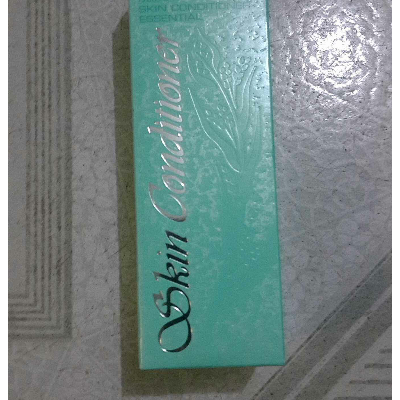 SKIN CONDITIONER
ESSENTIAL
Skin Conditioner